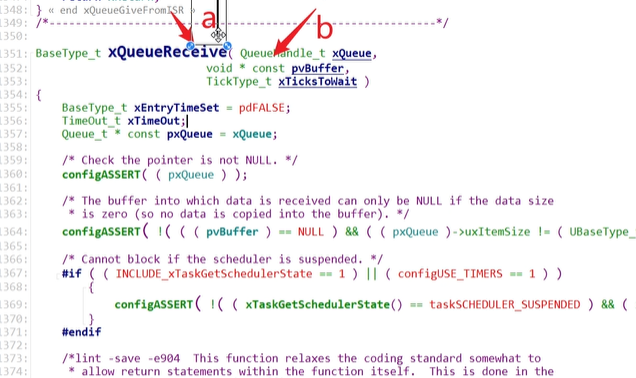 1348: } « end xQueueGiveFromISR »
1349: /*-----------------------------------------------------------*/
1350:
1351: BaseType_t xQueueReceive( QueueHandle_t xQueue,
1352: void * const pvBuffer,
1353: TickType_t xTicksToWait )
1354: {
1355: BaseType_t xEntryTimeSet = pdFALSE;
1356: TimeOut_t xTimeOut;
1357: Queue_t * const pxQueue = xQueue;
1358:
1359: /* Check the pointer is not NULL. */
1360: configASSERT( ( pxQueue ) );
1361:
1362: /* The buffer into which data is received can only be NULL if the data size
1363: * is zero (so no data is copied into the buffer). */
1364: configASSERT( !( ( ( pvBuffer ) == NULL ) && ( ( pxQueue )->uxItemSize != ( UBaseType_
1365:
1366: /* Cannot block if the scheduler is suspended. */
1367: #if ( ( INCLUDE_xTaskGetSchedulerState == 1 ) || ( configUSE_TIMERS == 1 ) )
1368: {
1369: configASSERT( !( ( xTaskGetSchedulerState() == taskSCHEDULER_SUSPENDED ) && (
1370: }
1371: #endif
1372:
1373: /*lint -save -e904 This function relaxes the coding standard somewhat to
1374: * allow return statements within the function itself. This is done in the
a
b